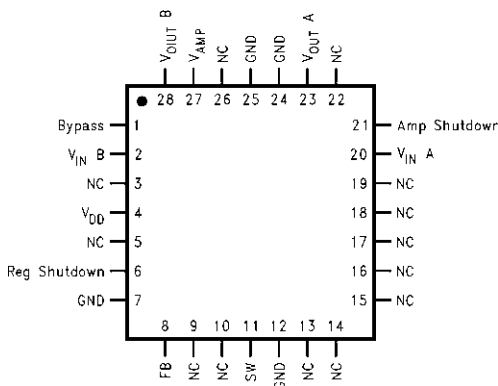 V_OIUT B
V_AMP
NC
GND
GND
V_OUT A
NC
28 27 26 25 24 23 22
Bypass 1
V_IN B 2
NC 3
V_DD 4
NC 5
Reg Shutdown 6
GND 7
21 Amp Shutdown
20 V_IN A
19 NC
18 NC
17 NC
16 NC
15 NC
8 9 10 11 12 13 14
FB
NC
NC
SW
GND
NC
NC